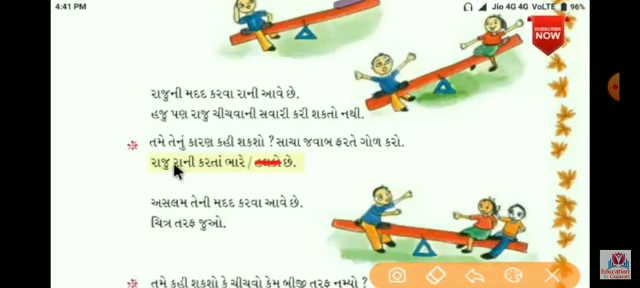 4:41 PM
Jio 4G 4G VoLTE 96%
SUBSCRIBE
NOW
રાજુની મદદ કરવા રાની આવે છે.
હજુ પણ રાજુ ચીચવાની સવારી કરી શકતો નથી.
તમે તેનું કારણ કહી શકશો ? સાચા જવાબ ફરતે ગોળ કરો.
રાજુ રાની કરતાં ભારે / હલકો છે.
અસલમ તેની મદદ કરવા આવે છે.
ચિત્ર તરફ જુઓ.
તમે કહી શકશો કે ચીચવો કેમ બીજી તરફ નમ્યો ?
Education
in Gujarati